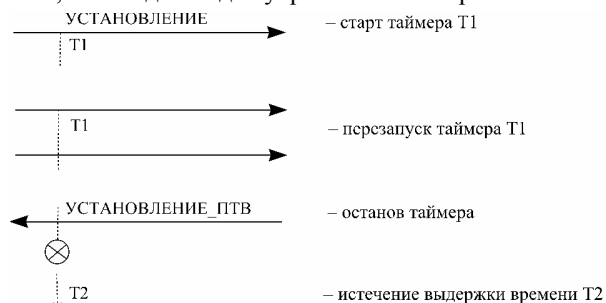 УСТАНОВЛЕНИЕ
– старт таймера Т1
Т1
Т1
– перезапуск таймера Т1
УСТАНОВЛЕНИЕ_ПТВ
– останов таймера
Т2
– истечение выдержки времени Т2